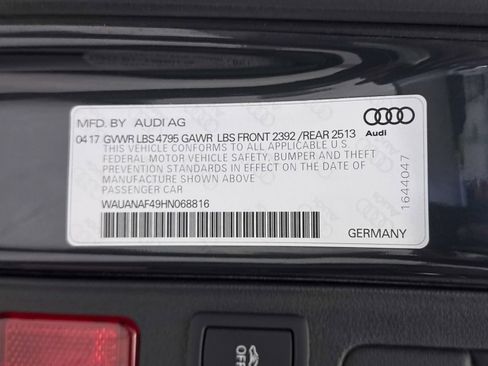 MFD. BY AUDI AG
04 17 GVWR LBS 4795 GAWR LBS FRONT 2392 /REAR 2513
THIS VEHICLE CONFORMS TO ALL APPLICABLE U.S.
FEDERAL MOTOR VEHICLE SAFETY, BUMPER AND THEFT
PREVENTION STANDARDS IN EFFECT ON THE DATE OF
MANUFACTURE SHOWN ABOVE
PASSENGER CAR
WAUANAF49HN068816
Audi
1644047
GERMANY
OFF